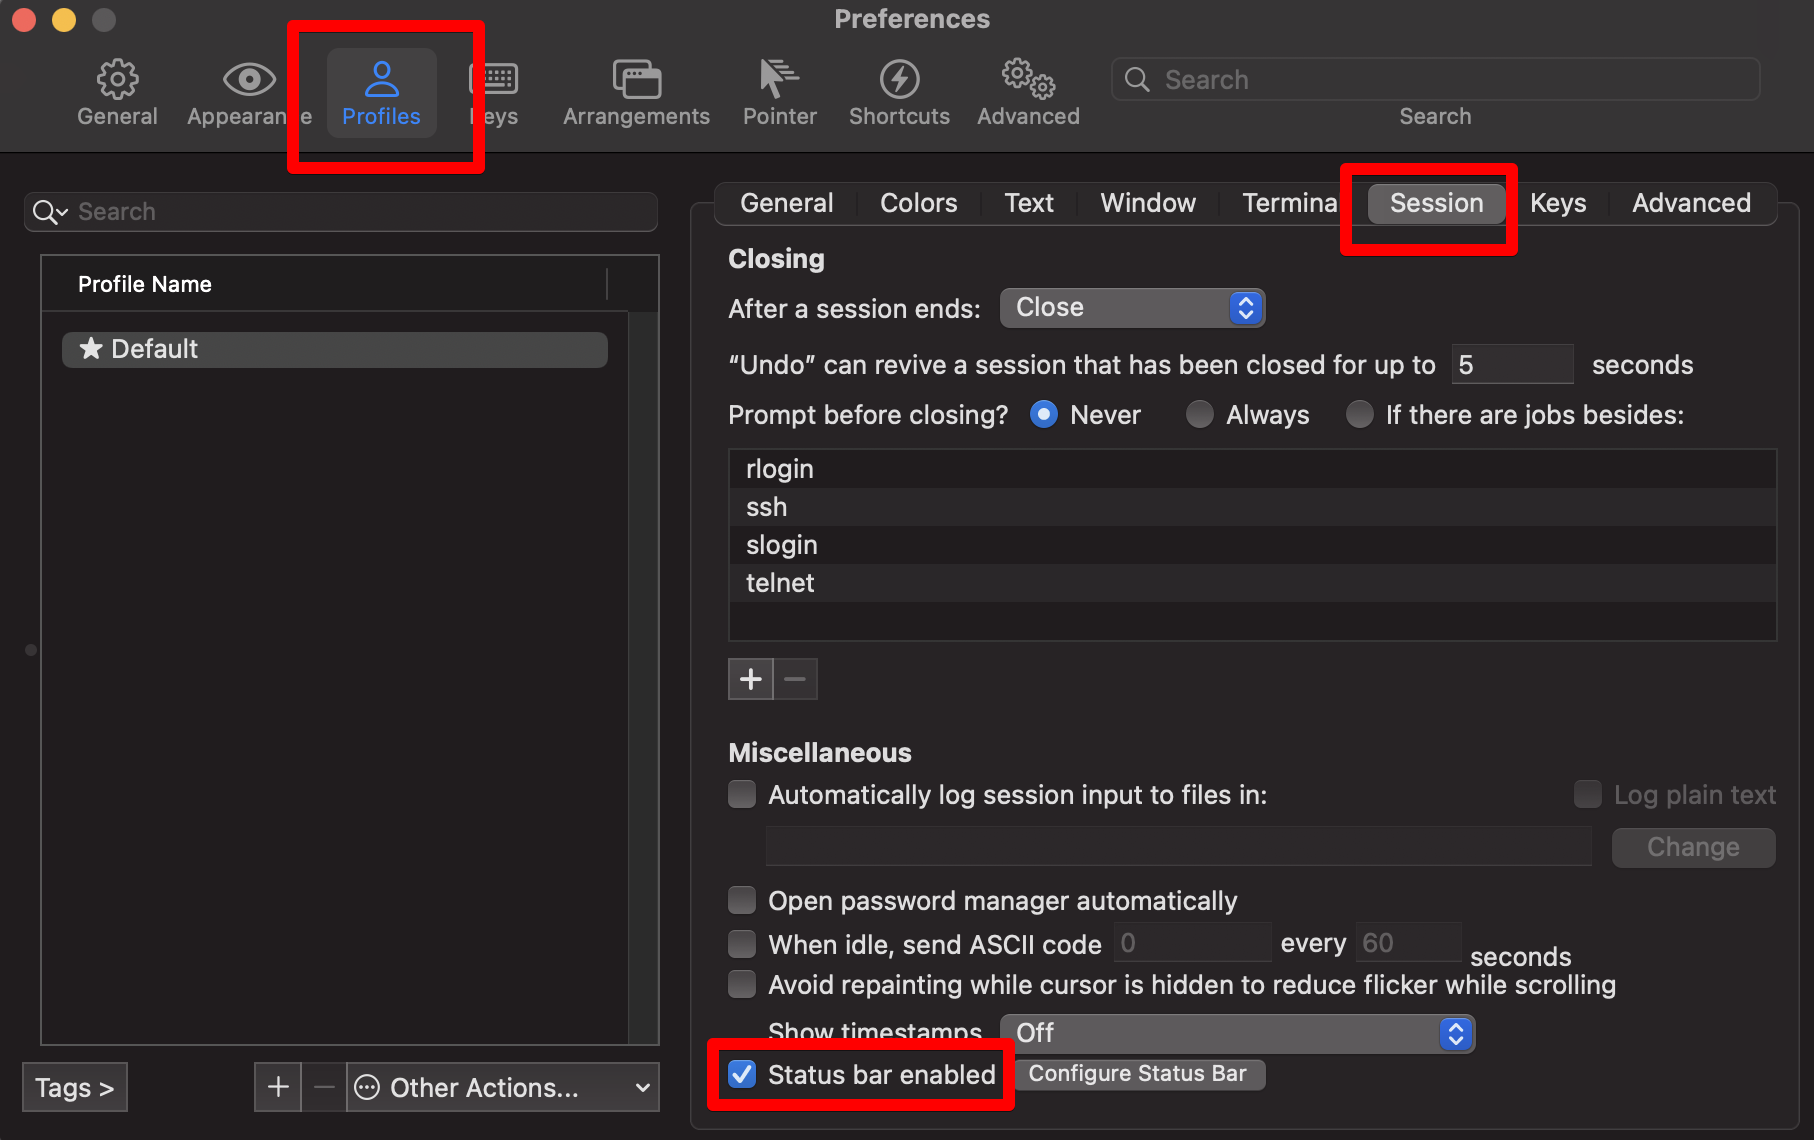 Preferences
General Appearance Profiles Keys Arrangements Pointer Shortcuts Advanced Search
Search
Search
Profile Name
Default
Tags >
+ − Other Actions...
General Colors Text Window Terminal Session Keys Advanced
Closing
After a session ends: Close
“Undo” can revive a session that has been closed for up to 5 seconds
Prompt before closing? Never Always If there are jobs besides:
rlogin
ssh
slogin
telnet
+ −
Miscellaneous
Automatically log session input to files in: Log plain text
Change
Open password manager automatically
When idle, send ASCII code 0 every 60 seconds
Avoid repainting while cursor is hidden to reduce flicker while scrolling
Show timestamps Off
Status bar enabled Configure Status Bar